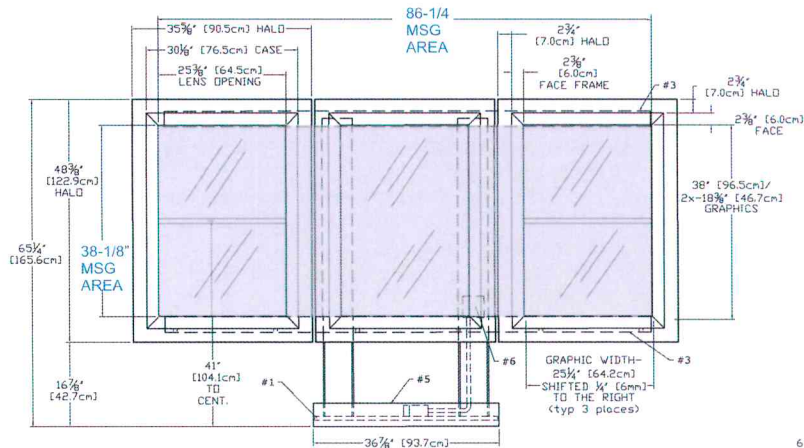 86-1/4
MSG
AREA
35⅝" [90.5cm] HALO
30⅛" [76.5cm] CASE
25⅜" [64.5cm]
LENS OPENING
2¾"
[7.0cm] HALO
2⅜"
[6.0cm]
FACE FRAME
#3
2¾"
[7.0cm] HALO
2⅜" [6.0cm]
FACE
48⅜"
[122.9cm]
HALO
65¼"
[165.6cm]
38-1/8"
MSG
AREA
38" [96.5cm]/
2x-18⅜" [46.7cm]
GRAPHICS
41"
[104.1cm]
TO
CENT.
16⅞"
[42.7cm]
#1
#5
#6
#3
GRAPHIC WIDTH-
25¼" [64.2cm]
SHIFTED ¼" [6mm]
TO THE RIGHT
(typ 3 places)
36⅞" [93.7cm]
6